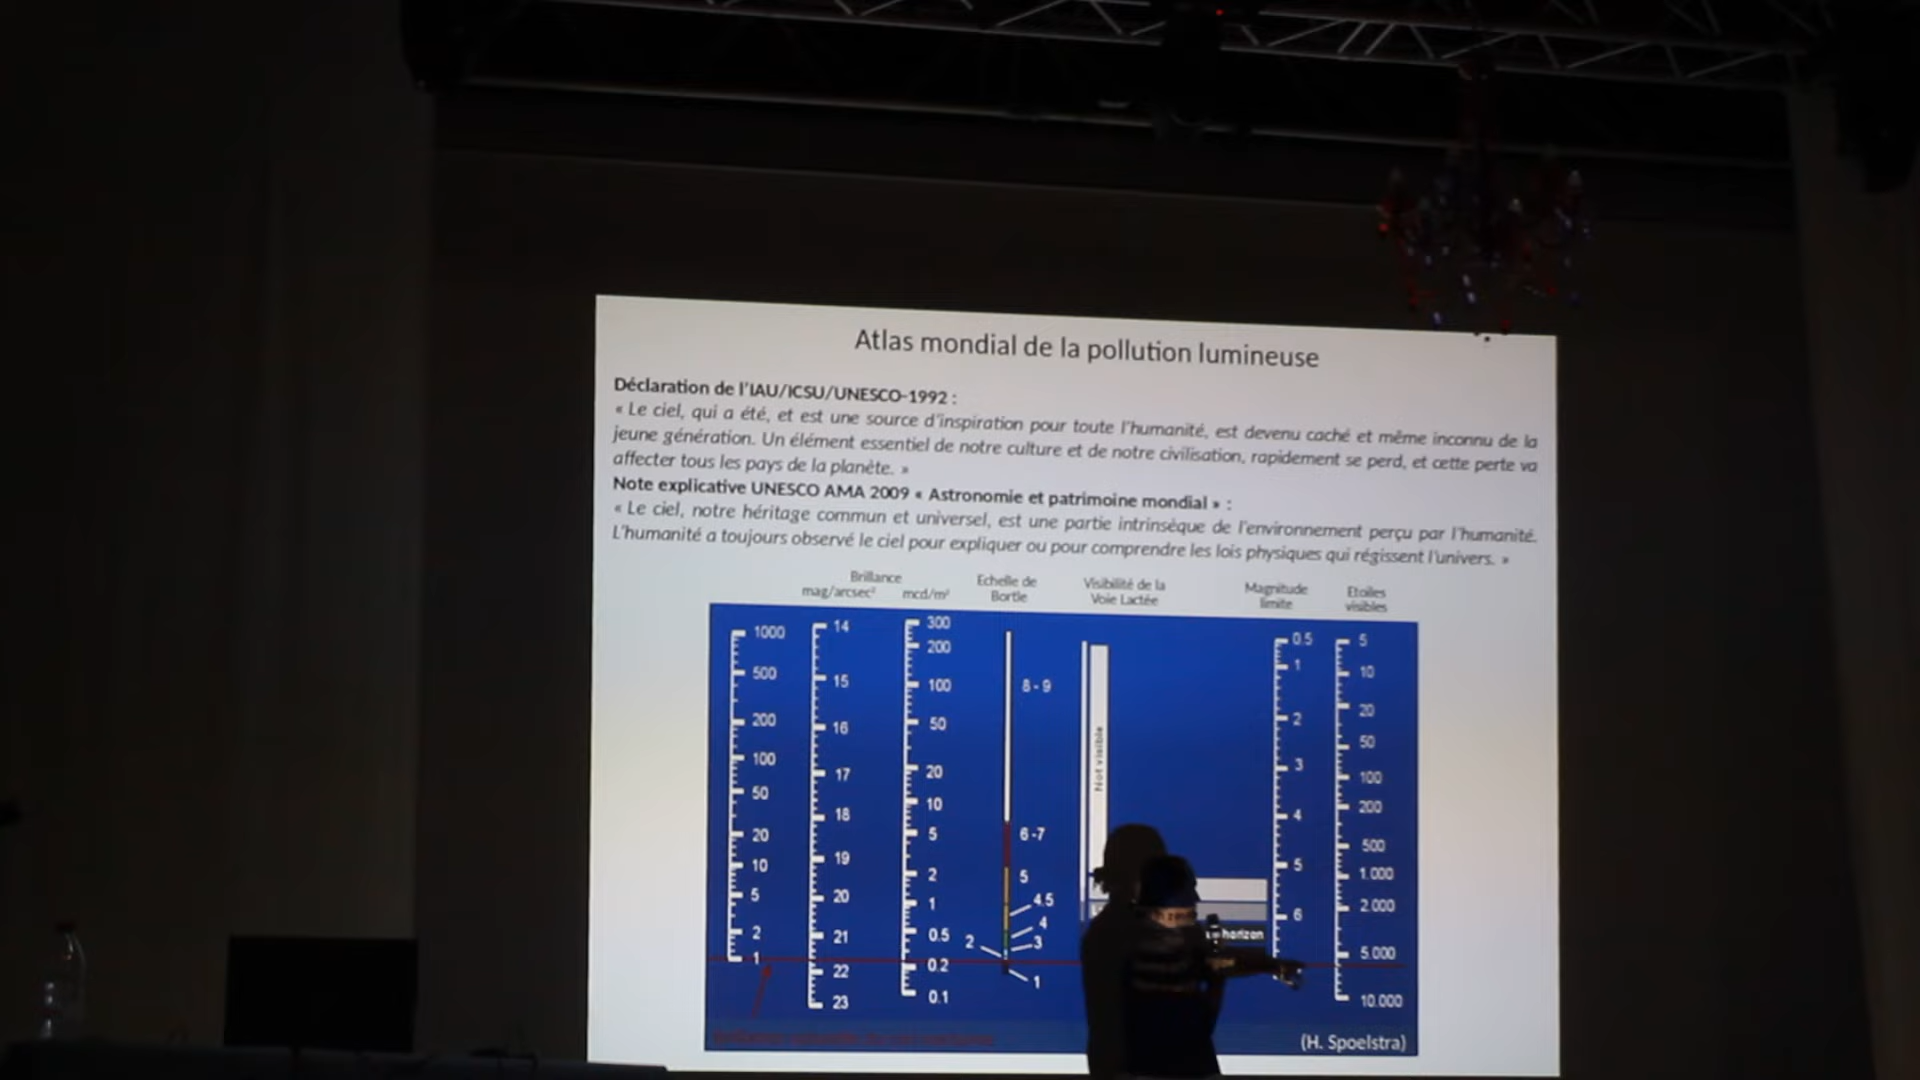 Atlas mondial de la pollution lumineuse
Déclaration de l'IAU/ICSU/UNESCO-1992 :
« Le ciel, qui a été, et est une source d'inspiration pour toute l'humanité, est devenu caché et même inconnu de la
jeune génération. Un élément essentiel de notre culture et de notre civilisation, rapidement se perd, et cette perte va
affecter tous les pays de la planète. »
Note explicative UNESCO AMA 2009 « Astronomie et patrimoine mondial » :
« Le ciel, notre héritage commun et universel, est une partie intrinsèque de l'environnement perçu par l'humanité.
L'humanité a toujours observé le ciel pour expliquer ou pour comprendre les lois physiques qui régissent l'univers. »
Brillance
mag/arcsec² mcd/m²
Echelle de
Bortle
Visibilité de la
Voie Lactée
Magnitude
limite
Etoiles
visibles
1000
500
200
100
50
20
10
5
2
1
14
15
16
17
18
19
20
21
22
23
300
200
100
50
20
10
5
2
1
0.5
0.2
0.1
8-9
6-7
5
4.5
4
3
2
1
Not visible
horizon
0.5
1
2
3
4
5
6
5
10
20
50
100
200
500
1.000
2.000
5.000
10.000
(H. Spoelstra)